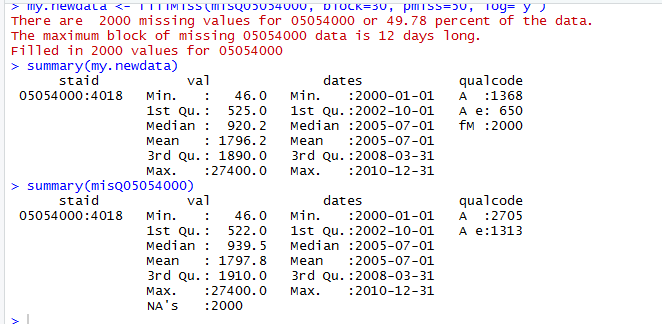 > my.newdata <- fillMiss(misQ05054000, block=30, pmiss=50, log="y")
There are  2000 missing values for 05054000 or 49.78 percent of the data.
The maximum block of missing 05054000 data is 12 days long.
Filled in 2000 values for 05054000
> summary(my.newdata)
      staid           val              dates            qualcode
 05054000:4018   Min.   :   46.0   Min.   :2000-01-01   A  :1368
                 1st Qu.:  525.0   1st Qu.:2002-10-01   A e: 650
                 Median :  920.2   Median :2005-07-01   fM :2000
                 Mean   : 1796.2   Mean   :2005-07-01
                 3rd Qu.: 1890.0   3rd Qu.:2008-03-31
                 Max.   :27400.0   Max.   :2010-12-31
> summary(misQ05054000)
      staid           val              dates            qualcode
 05054000:4018   Min.   :   46.0   Min.   :2000-01-01   A  :2705
                 1st Qu.:  522.0   1st Qu.:2002-10-01   A e:1313
                 Median :  939.5   Median :2005-07-01
                 Mean   : 1797.8   Mean   :2005-07-01
                 3rd Qu.: 1910.0   3rd Qu.:2008-03-31
                 Max.   :27400.0   Max.   :2010-12-31
                 NA's   :2000
>